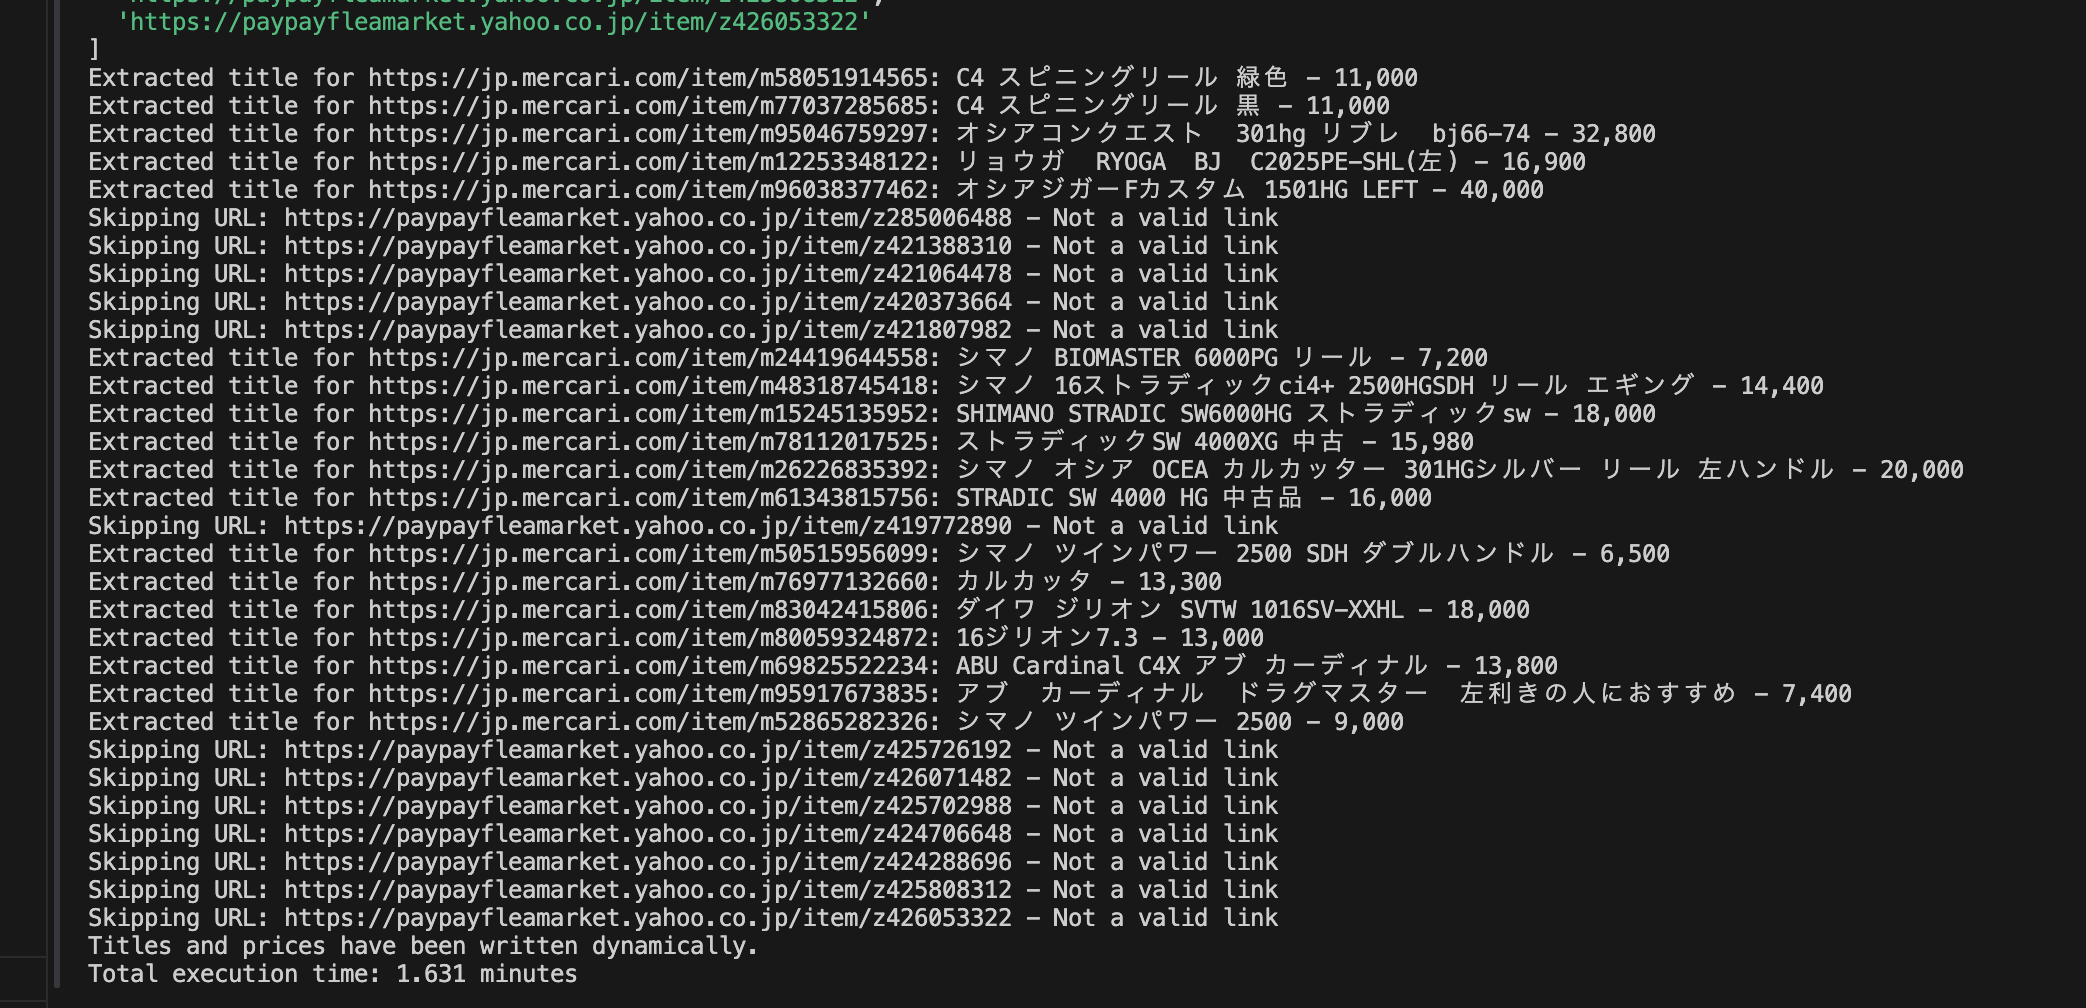 'https://paypayfleamarket.yahoo.co.jp/item/z426053322'
]
Extracted title for https://jp.mercari.com/item/m58051914565: C4 スピニングリール 緑色 - 11,000
Extracted title for https://jp.mercari.com/item/m77037285685: C4 スピニングリール 黒 - 11,000
Extracted title for https://jp.mercari.com/item/m95046759297: オシアコンクエスト　301hg リブレ　bj66-74 - 32,800
Extracted title for https://jp.mercari.com/item/m12253348122: リョウガ　RYOGA　BJ　C2025PE-SHL(左) - 16,900
Extracted title for https://jp.mercari.com/item/m96038377462: オシアジガーFカスタム 1501HG LEFT - 40,000
Skipping URL: https://paypayfleamarket.yahoo.co.jp/item/z285006488 - Not a valid link
Skipping URL: https://paypayfleamarket.yahoo.co.jp/item/z421388310 - Not a valid link
Skipping URL: https://paypayfleamarket.yahoo.co.jp/item/z421064478 - Not a valid link
Skipping URL: https://paypayfleamarket.yahoo.co.jp/item/z420373664 - Not a valid link
Skipping URL: https://paypayfleamarket.yahoo.co.jp/item/z421807982 - Not a valid link
Extracted title for https://jp.mercari.com/item/m24419644558: シマノ BIOMASTER 6000PG リール - 7,200
Extracted title for https://jp.mercari.com/item/m48318745418: シマノ 16ストラディックci4+ 2500HGSDH リール エギング - 14,400
Extracted title for https://jp.mercari.com/item/m15245135952: SHIMANO STRADIC SW6000HG ストラディックsw - 18,000
Extracted title for https://jp.mercari.com/item/m78112017525: ストラディックSW 4000XG 中古 - 15,980
Extracted title for https://jp.mercari.com/item/m26226835392: シマノ オシア OCEA カルカッター 301HGシルバー リール 左ハンドル - 20,000
Extracted title for https://jp.mercari.com/item/m61343815756: STRADIC SW 4000 HG 中古品 - 16,000
Skipping URL: https://paypayfleamarket.yahoo.co.jp/item/z419772890 - Not a valid link
Extracted title for https://jp.mercari.com/item/m50515956099: シマノ ツインパワー 2500 SDH ダブルハンドル - 6,500
Extracted title for https://jp.mercari.com/item/m76977132660: カルカッタ - 13,300
Extracted title for https://jp.mercari.com/item/m83042415806: ダイワ ジリオン SVTW 1016SV-XXHL - 18,000
Extracted title for https://jp.mercari.com/item/m80059324872: 16ジリオン7.3 - 13,000
Extracted title for https://jp.mercari.com/item/m69825522234: ABU Cardinal C4X アブ カーディナル - 13,800
Extracted title for https://jp.mercari.com/item/m95917673835: アブ　カーディナル　ドラグマスター　左利きの人におすすめ - 7,400
Extracted title for https://jp.mercari.com/item/m52865282326: シマノ ツインパワー 2500 - 9,000
Skipping URL: https://paypayfleamarket.yahoo.co.jp/item/z425726192 - Not a valid link
Skipping URL: https://paypayfleamarket.yahoo.co.jp/item/z426071482 - Not a valid link
Skipping URL: https://paypayfleamarket.yahoo.co.jp/item/z425702988 - Not a valid link
Skipping URL: https://paypayfleamarket.yahoo.co.jp/item/z424706648 - Not a valid link
Skipping URL: https://paypayfleamarket.yahoo.co.jp/item/z424288696 - Not a valid link
Skipping URL: https://paypayfleamarket.yahoo.co.jp/item/z425808312 - Not a valid link
Skipping URL: https://paypayfleamarket.yahoo.co.jp/item/z426053322 - Not a valid link
Titles and prices have been written dynamically.
Total execution time: 1.631 minutes